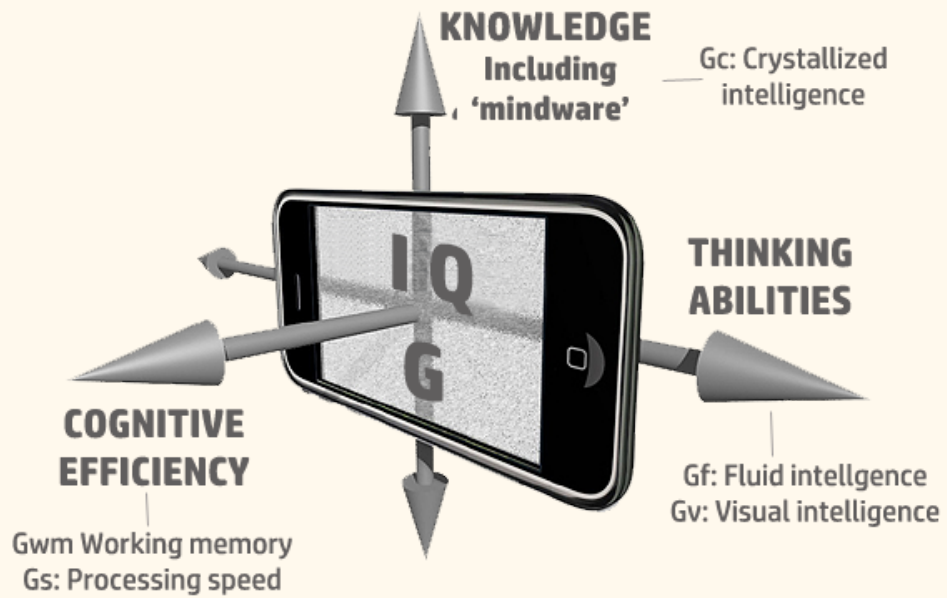 KNOWLEDGE
Including
‘mindware’
Gc: Crystallized
intelligence
I Q
G
THINKING
ABILITIES
COGNITIVE
EFFICIENCY
Gf: Fluid intellgence
Gv: Visual intelligence
Gwm Working memory
Gs: Processing speed